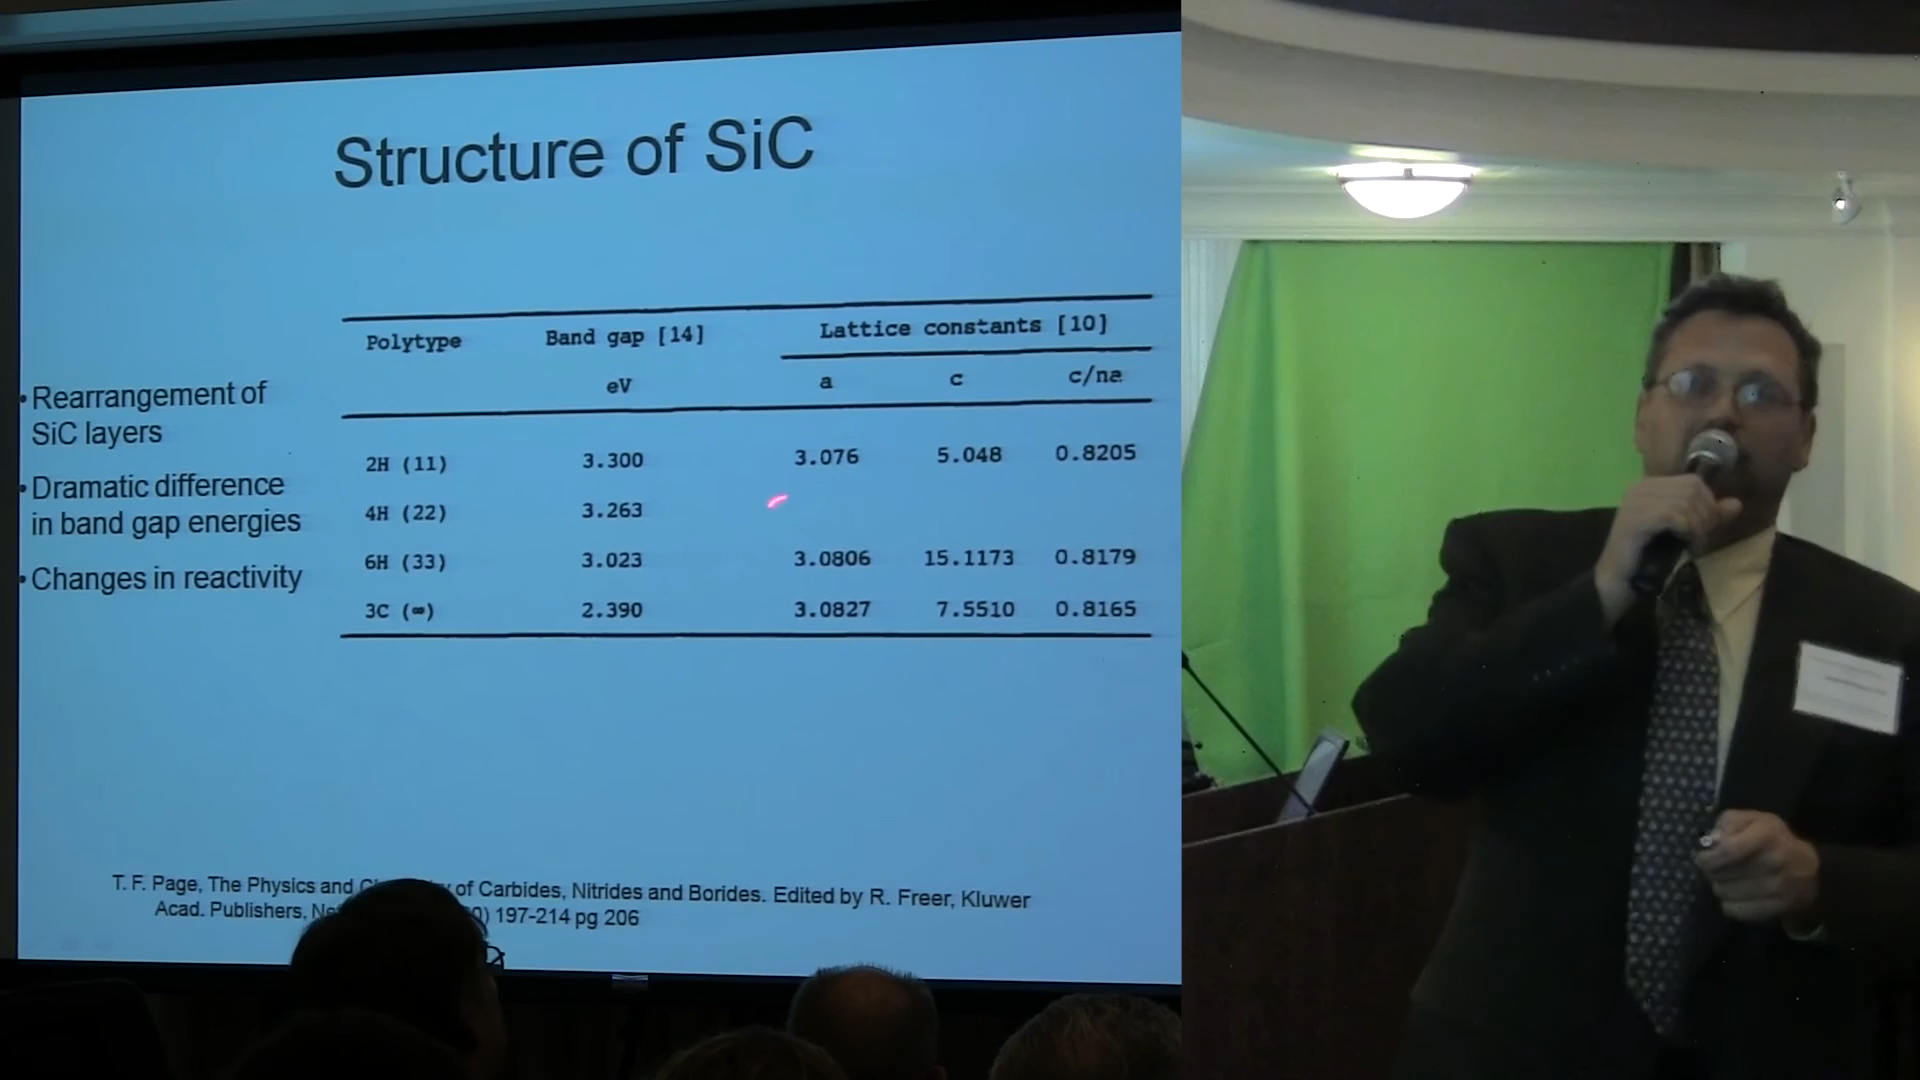 Structure of SiC
• Rearrangement of
SiC layers
• Dramatic difference
in band gap energies
• Changes in reactivity
Polytype Band gap [14] Lattice constants [10]
eV a c c/na
2H (11) 3.300 3.076 5.048 0.8205
4H (22) 3.263
6H (33) 3.023 3.0806 15.1173 0.8179
3C (∞) 2.390 3.0827 7.5510 0.8165
T. F. Page, The Physics and of Carbides, Nitrides and Borides. Edited by R. Freer, Kluwer
Acad. Publishers, 197-214 pg 206